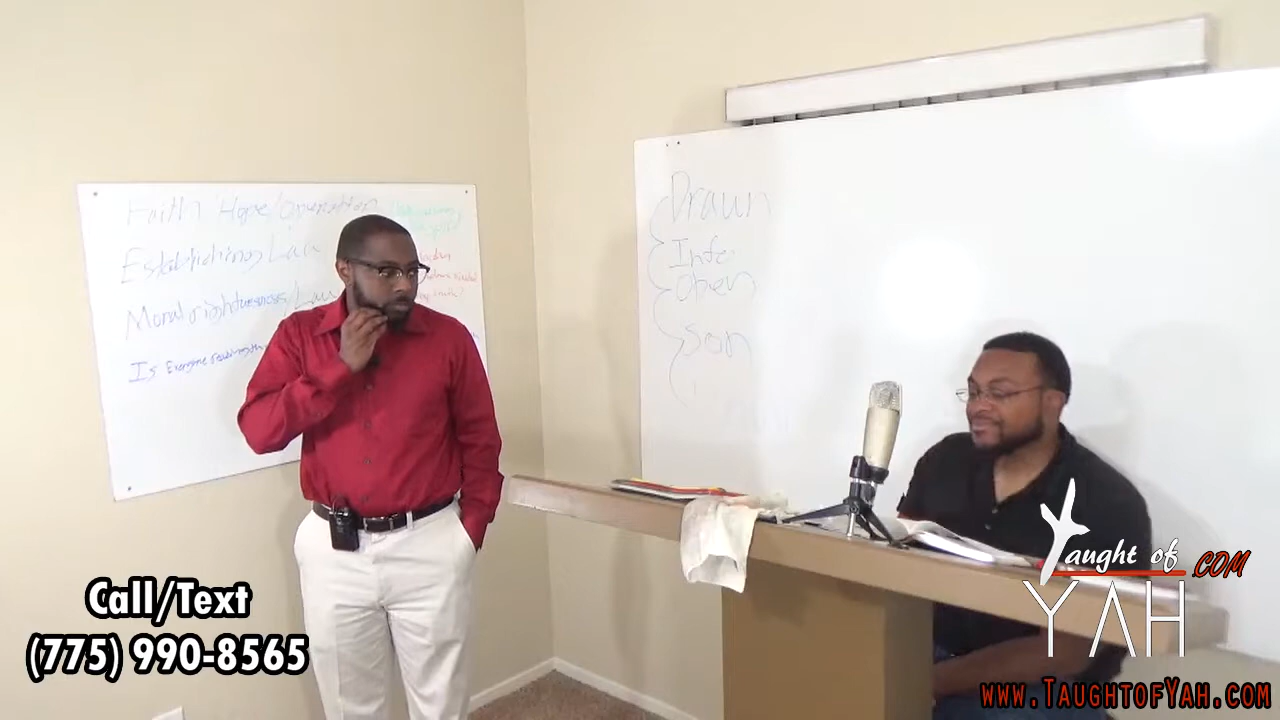 Faith Hope/Operation
Establishing Law
Moral righteousness/Law
Is Everyone
truth?
Drawn
Info
Open
Son
Call/Text
(775) 990-8565
Taught of .COM
YAH
www.TaughtofYah.com